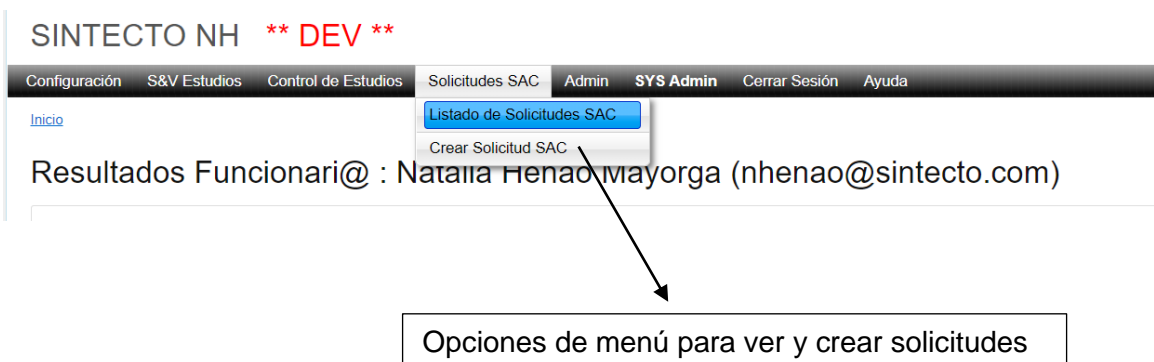 SINTECTO NH ** DEV **
Configuración S&V Estudios Control de Estudios Solicitudes SAC Admin SYS Admin Cerrar Sesión Ayuda
Listado de Solicitudes SAC
Inicio
Crear Solicitud SAC
Resultados Funcionari@ : Natalia Henao Mayorga (nhenao@sintecto.com)
Opciones de menú para ver y crear solicitudes